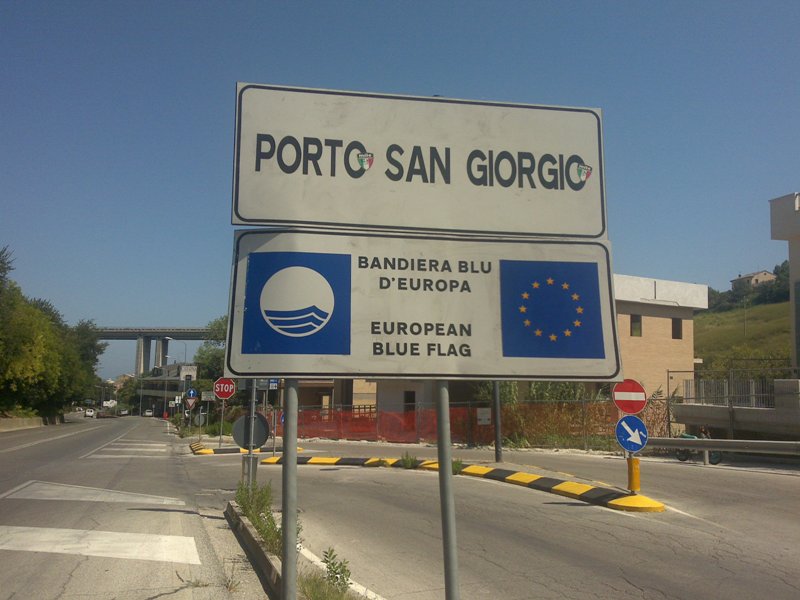 PORTO SAN GIORGIO
BANDIERA BLU
D'EUROPA
EUROPEAN
BLUE FLAG
STOP